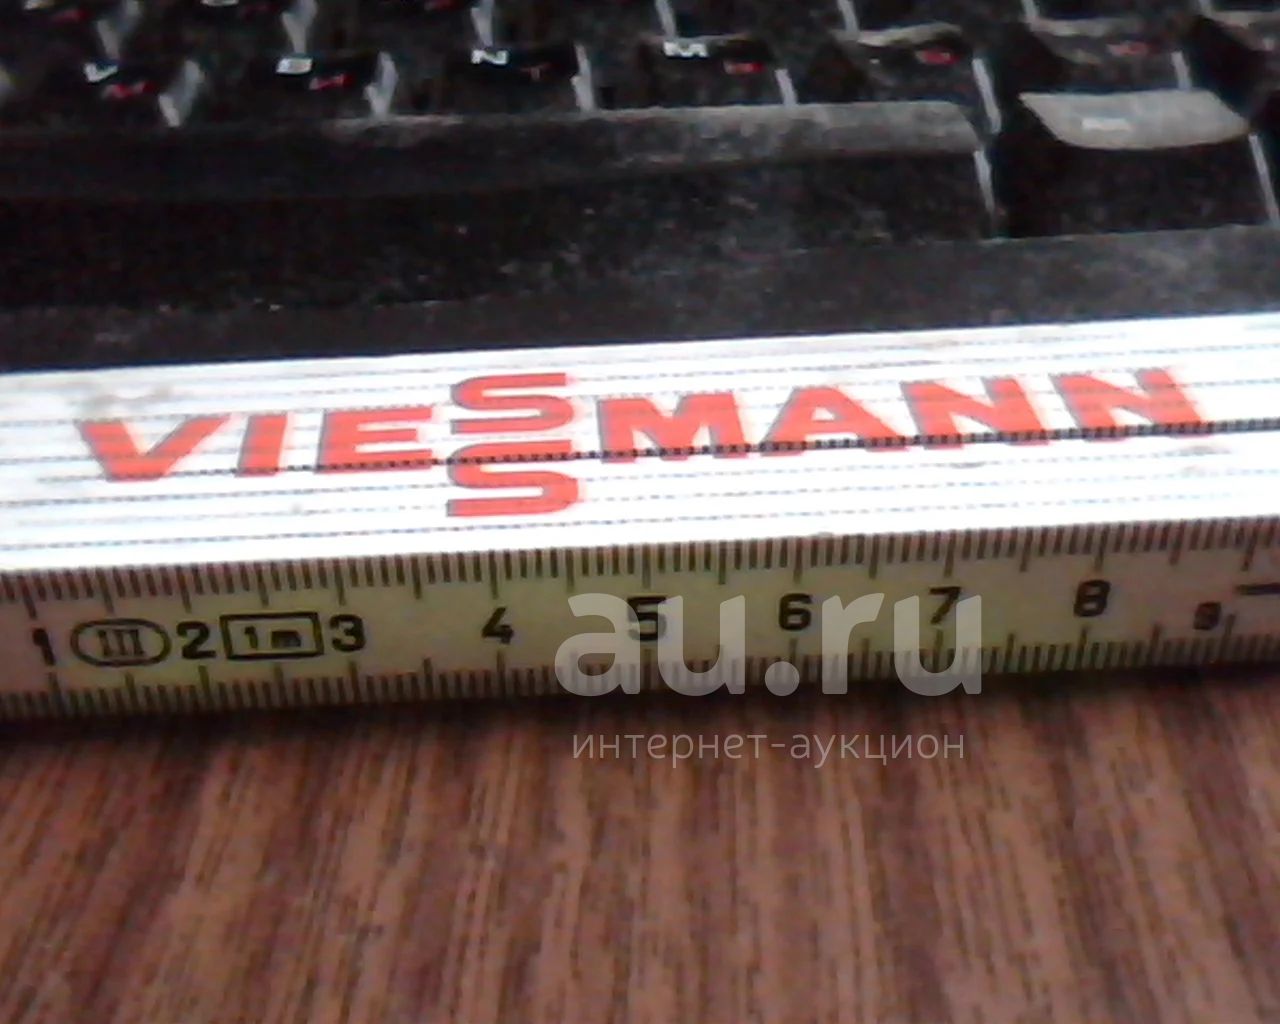 V М
B И
N Т
M Ь
VIESSMANN
1 III 2 1m 3 4 5 6 7 8 9
au.ru
интернет-аукцион